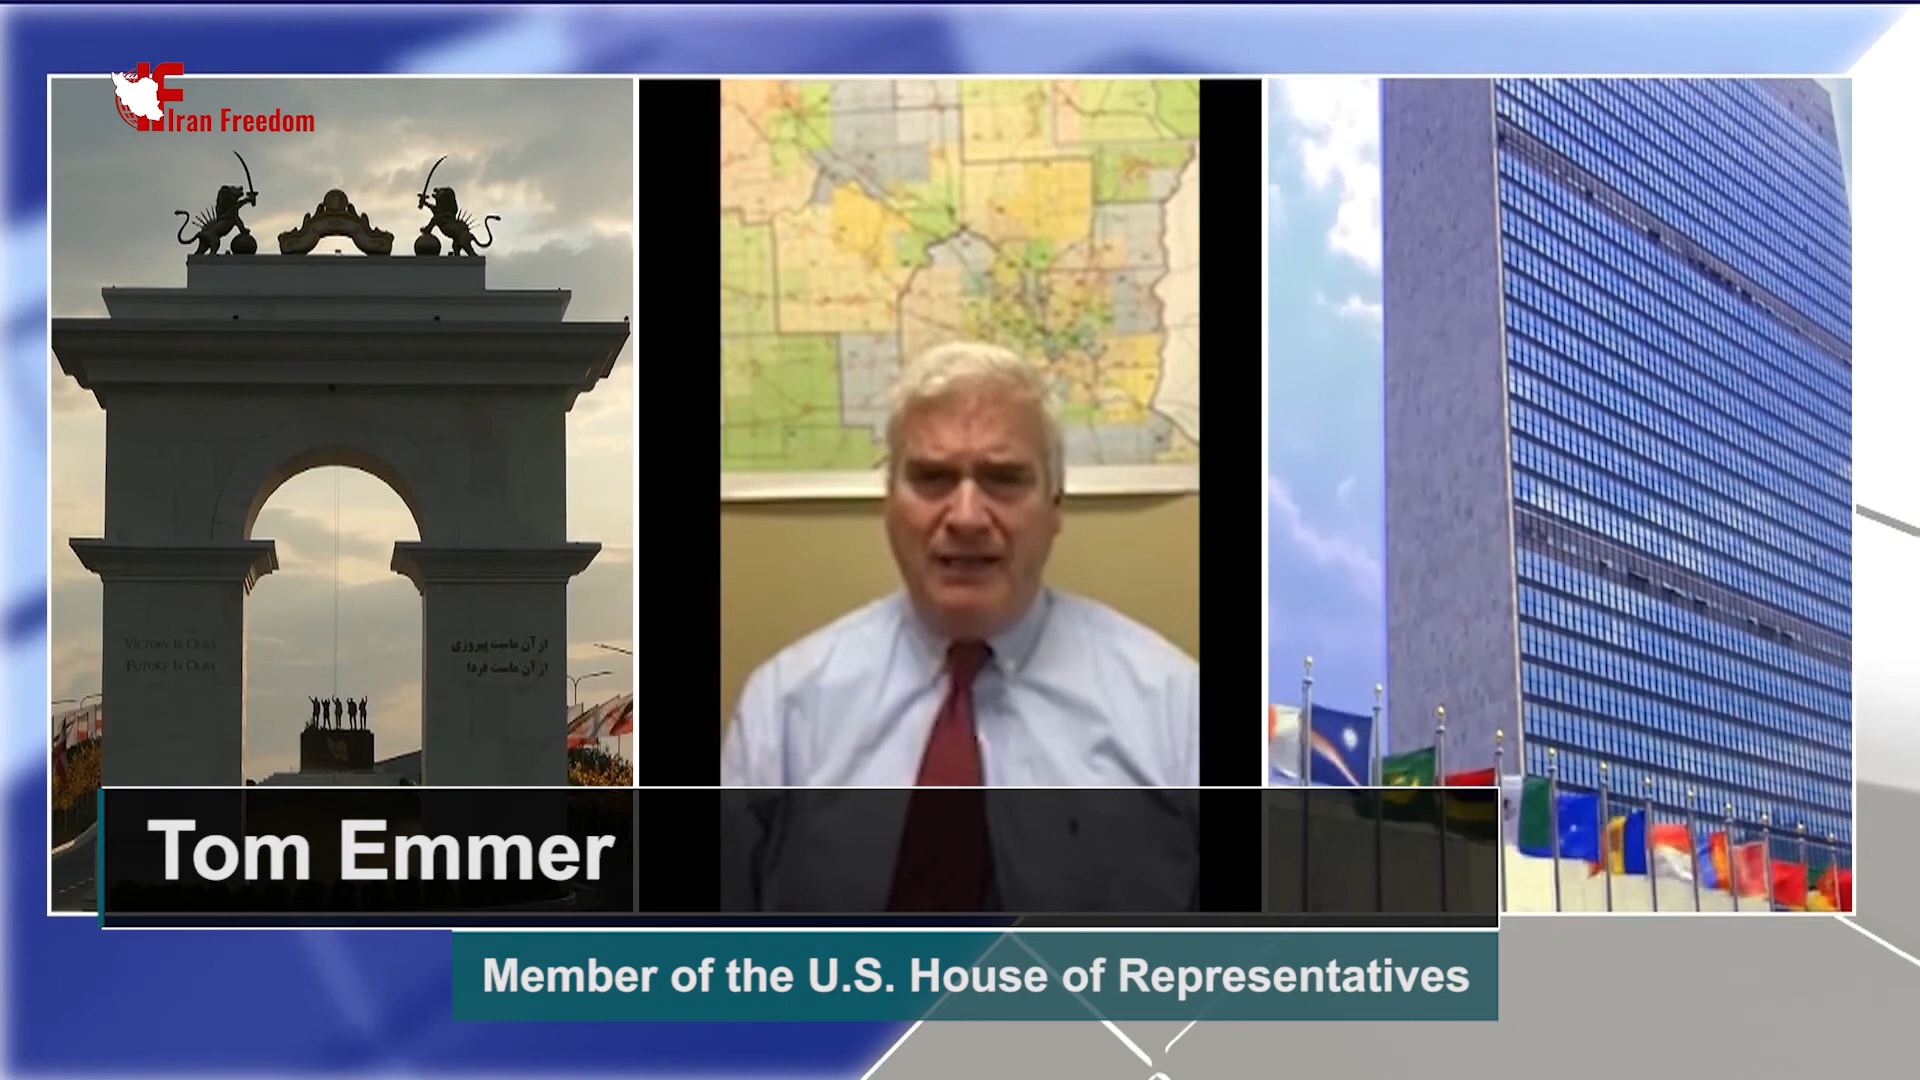 Iran Freedom
VICTORY IS OURS
FUTURE IS OURS
از آن ماست پیروزی
از آن ماست فردا
Tom Emmer
Member of the U.S. House of Representatives